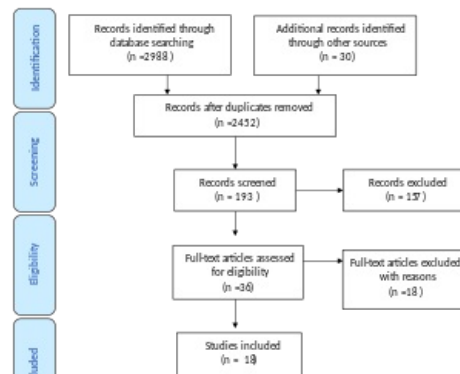 Identification
Records identified through
database searching
(n =2988 )
Additional records identified
through other sources
(n = 30)
Records after duplicates removed
(n =2452)
Screening
Records screened
(n = 193 )
Records excluded
(n = 157)
Eligibility
Full-text articles assessed
for eligibility
(n =36)
Full-text articles excluded
with reasons
(n =18 )
Studies included
(n = 18)
luded